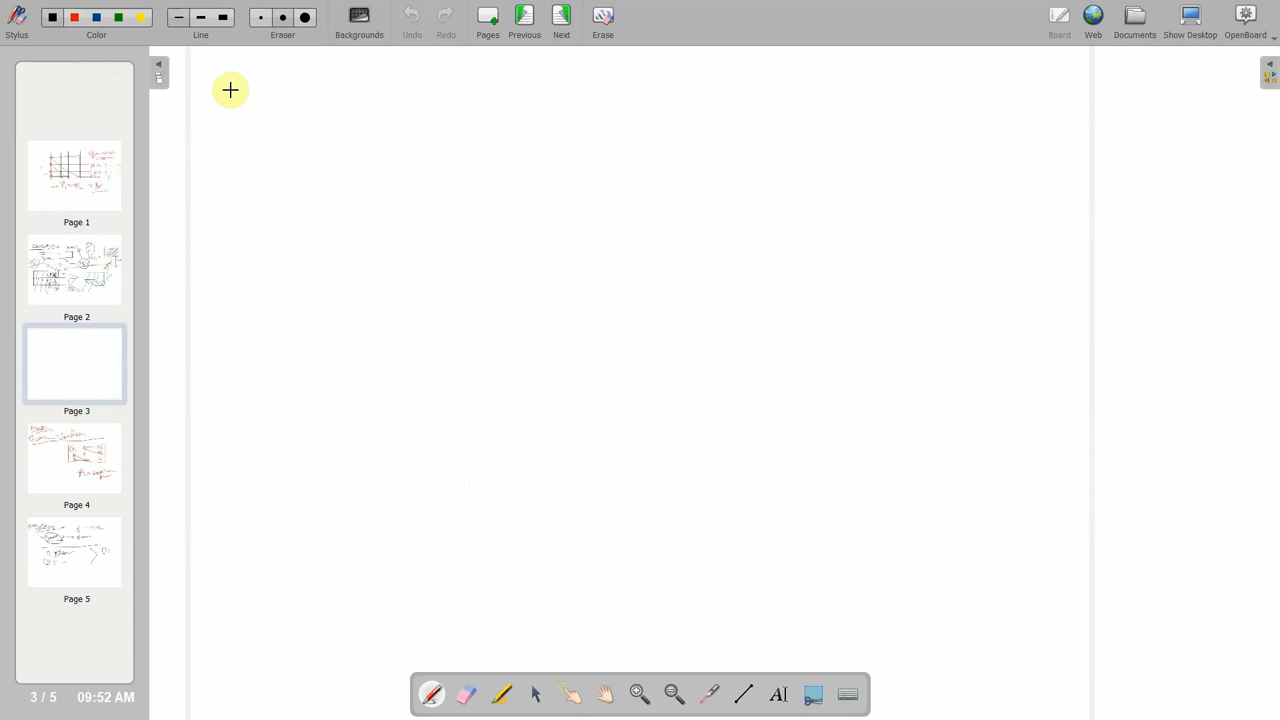 Stylus
Color
Line
Eraser
Backgrounds
Undo
Redo
Pages
Previous
Next
Erase
Board
Web
Documents
Show Desktop
OpenBoard
Page 1
Page 2
Page 3
Page 4
Page 5
3 / 5 09:52 AM